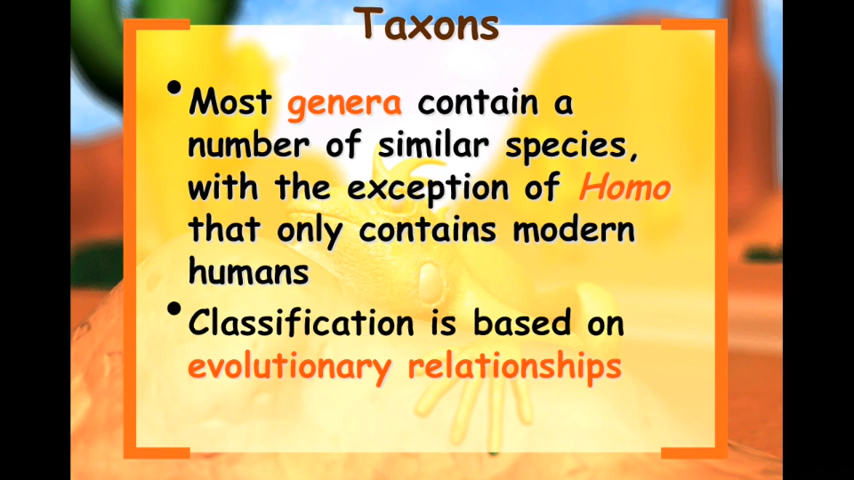 Taxons
•Most genera contain a
number of similar species,
with the exception of Homo
that only contains modern
humans
•Classification is based on
evolutionary relationships